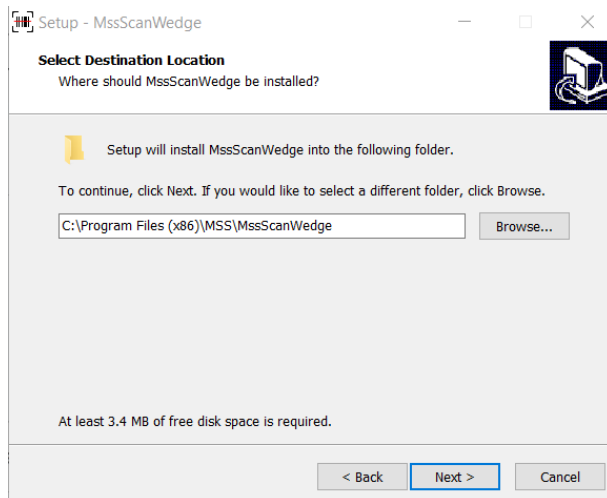 Setup - MssScanWedge
Select Destination Location
Where should MssScanWedge be installed?
Setup will install MssScanWedge into the following folder.
To continue, click Next. If you would like to select a different folder, click Browse.
C:\Program Files (x86)\MSS\MssScanWedge
Browse...
At least 3.4 MB of free disk space is required.
< Back
Next >
Cancel